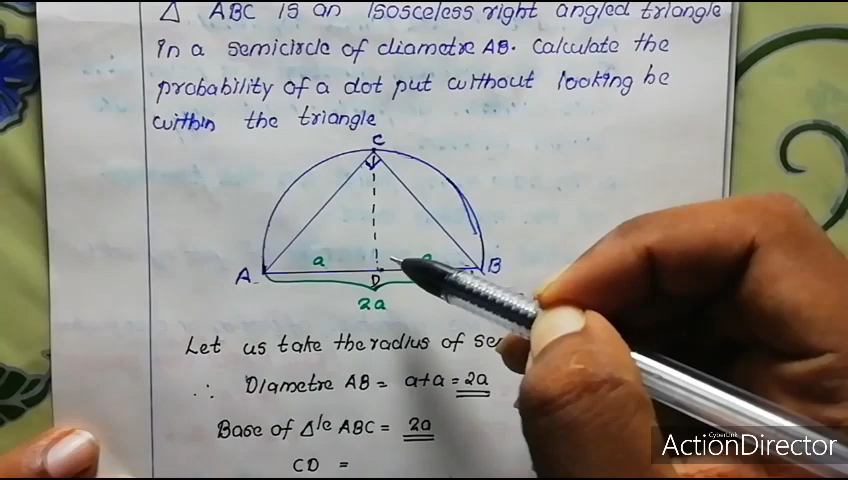 Δ ABC is an Isosceless right angled triangle
in a semicircle of diametre AB. calculate the
probability of a dot put without looking be
within the triangle
C
A
a
B
D
2a
Let us take the radius of
∴ Diametre AB = a+a = 2a
Base of Δle ABC = 2a
CD =
CyberLink
ActionDirector